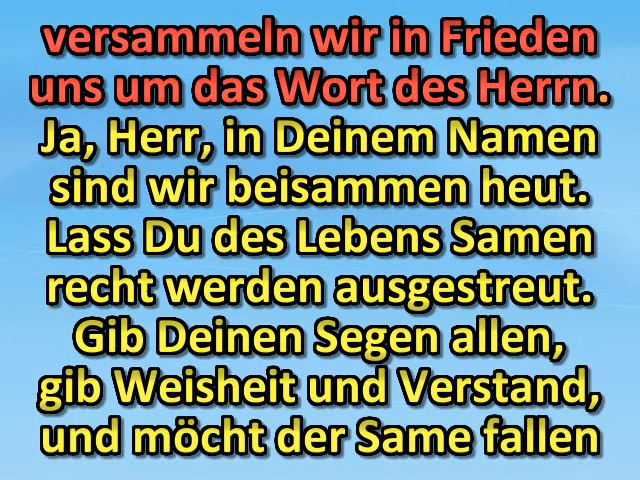 versammeln wir in Frieden
uns um das Wort des Herrn.
Ja, Herr, in Deinem Namen
sind wir beisammen heut.
Lass Du des Lebens Samen
recht werden ausgestreut.
Gib Deinen Segen allen,
gib Weisheit und Verstand,
und möcht der Same fallen